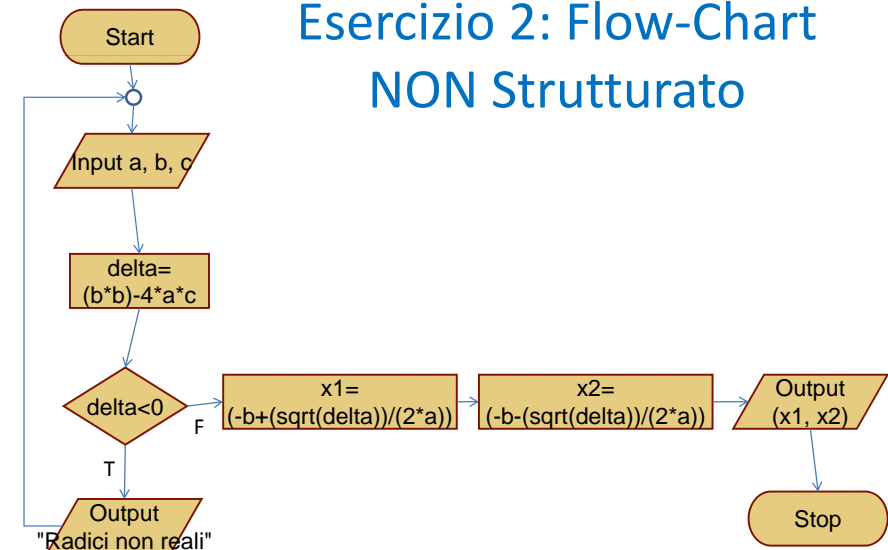 Esercizio 2: Flow-Chart
NON Strutturato
Start
Input a, b, c
delta=
(b*b)-4*a*c
delta<0
F
T
x1=
(-b+(sqrt(delta))/(2*a))
x2=
(-b-(sqrt(delta))/(2*a))
Output
(x1, x2)
Output
"Radici non reali"
Stop